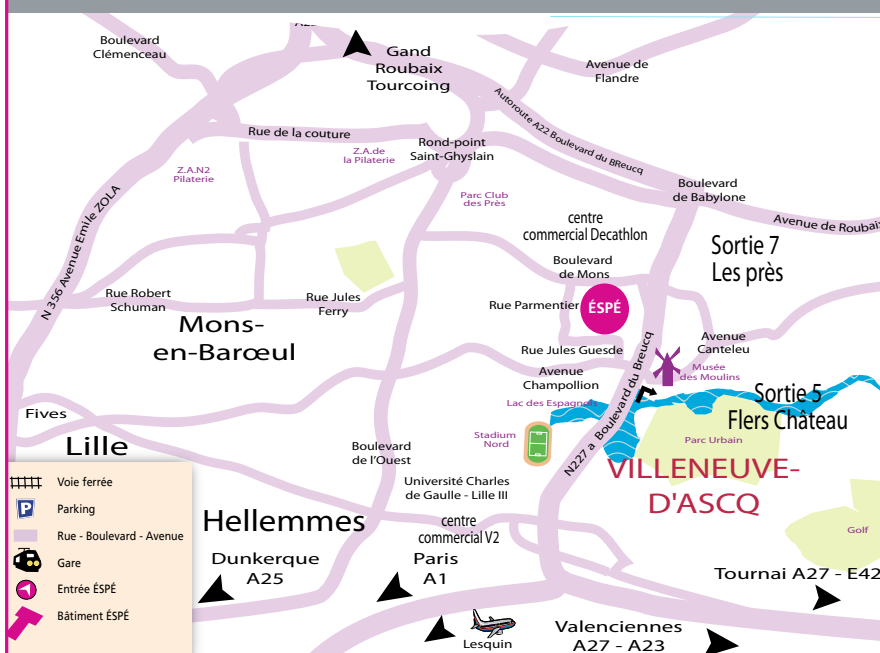 Boulevard
Clémenceau
Gand
Roubaix
Tourcoing
Avenue de
Flandre
Autoroute A22 Boulevard du BReucq
Rue de la couture
Z.A.de
la Pilaterie
Rond-point
Saint-Ghyslain
Z.A.N2
Pilaterie
Parc Club
des Près
Boulevard
de Babylone
Avenue de Roubaix
centre
commercial Decathlon
Sortie 7
Les près
N 356 Avenue Emile ZOLA
Boulevard
de Mons
Rue Robert
Schuman
Rue Jules
Ferry
Rue Parmentier
ÉSPÉ
Mons-
en-Barœul
Rue Jules Guesde
Avenue
Canteleu
Avenue
Champollion
Musée
des Moulins
N227 a Boulevard du Breucq
Lac des Espagnols
Sortie 5
Flers Château
Fives
Lille
Stadium
Nord
Parc Urbain
Boulevard
de l'Ouest
VILLENEUVE-
D'ASCQ
Université Charles
de Gaulle - Lille III
Hellemmes
centre
commercial V2
Golf
Dunkerque
A25
Paris
A1
Tournai A27 - E42
Lesquin
Valenciennes
A27 - A23
Voie ferrée
P
Parking
Rue - Boulevard - Avenue
Gare
Entrée ÉSPÉ
Bâtiment ÉSPÉ